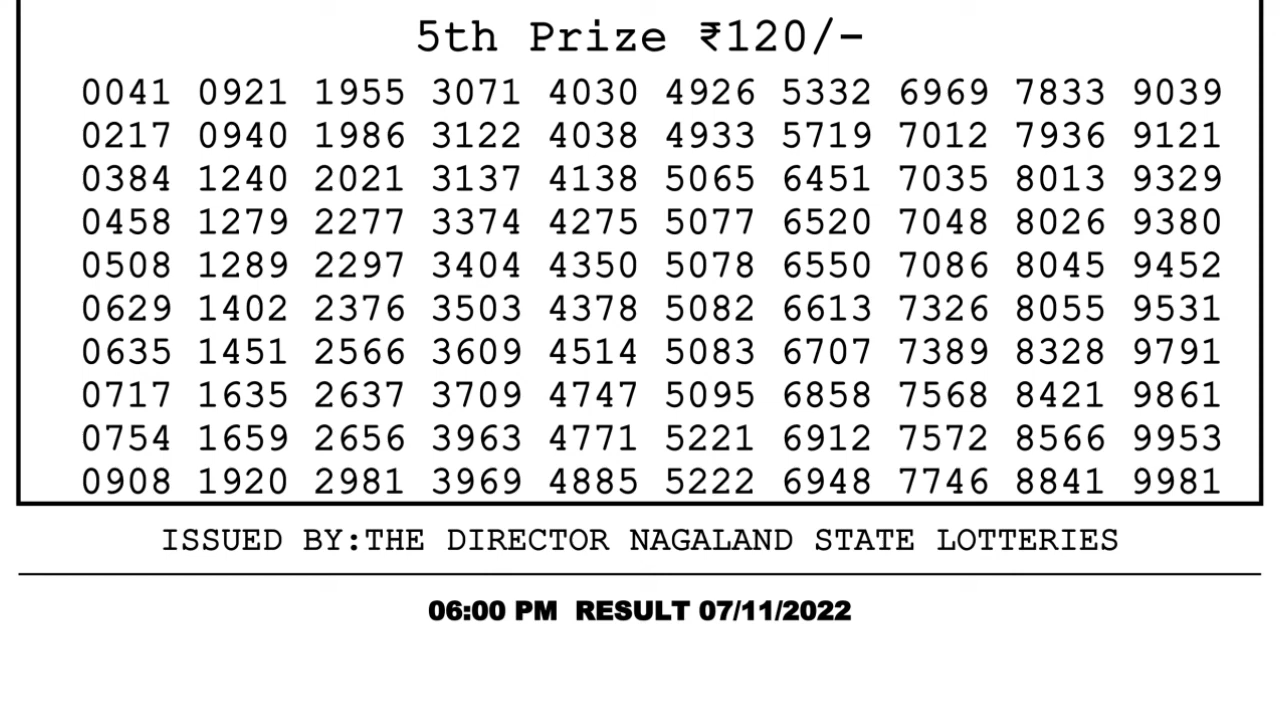 5th Prize ₹120/-
0041 0921 1955 3071 4030 4926 5332 6969 7833 9039
0217 0940 1986 3122 4038 4933 5719 7012 7936 9121
0384 1240 2021 3137 4138 5065 6451 7035 8013 9329
0458 1279 2277 3374 4275 5077 6520 7048 8026 9380
0508 1289 2297 3404 4350 5078 6550 7086 8045 9452
0629 1402 2376 3503 4378 5082 6613 7326 8055 9531
0635 1451 2566 3609 4514 5083 6707 7389 8328 9791
0717 1635 2637 3709 4747 5095 6858 7568 8421 9861
0754 1659 2656 3963 4771 5221 6912 7572 8566 9953
0908 1920 2981 3969 4885 5222 6948 7746 8841 9981
ISSUED BY:THE DIRECTOR NAGALAND STATE LOTTERIES
06:00 PM RESULT 07/11/2022